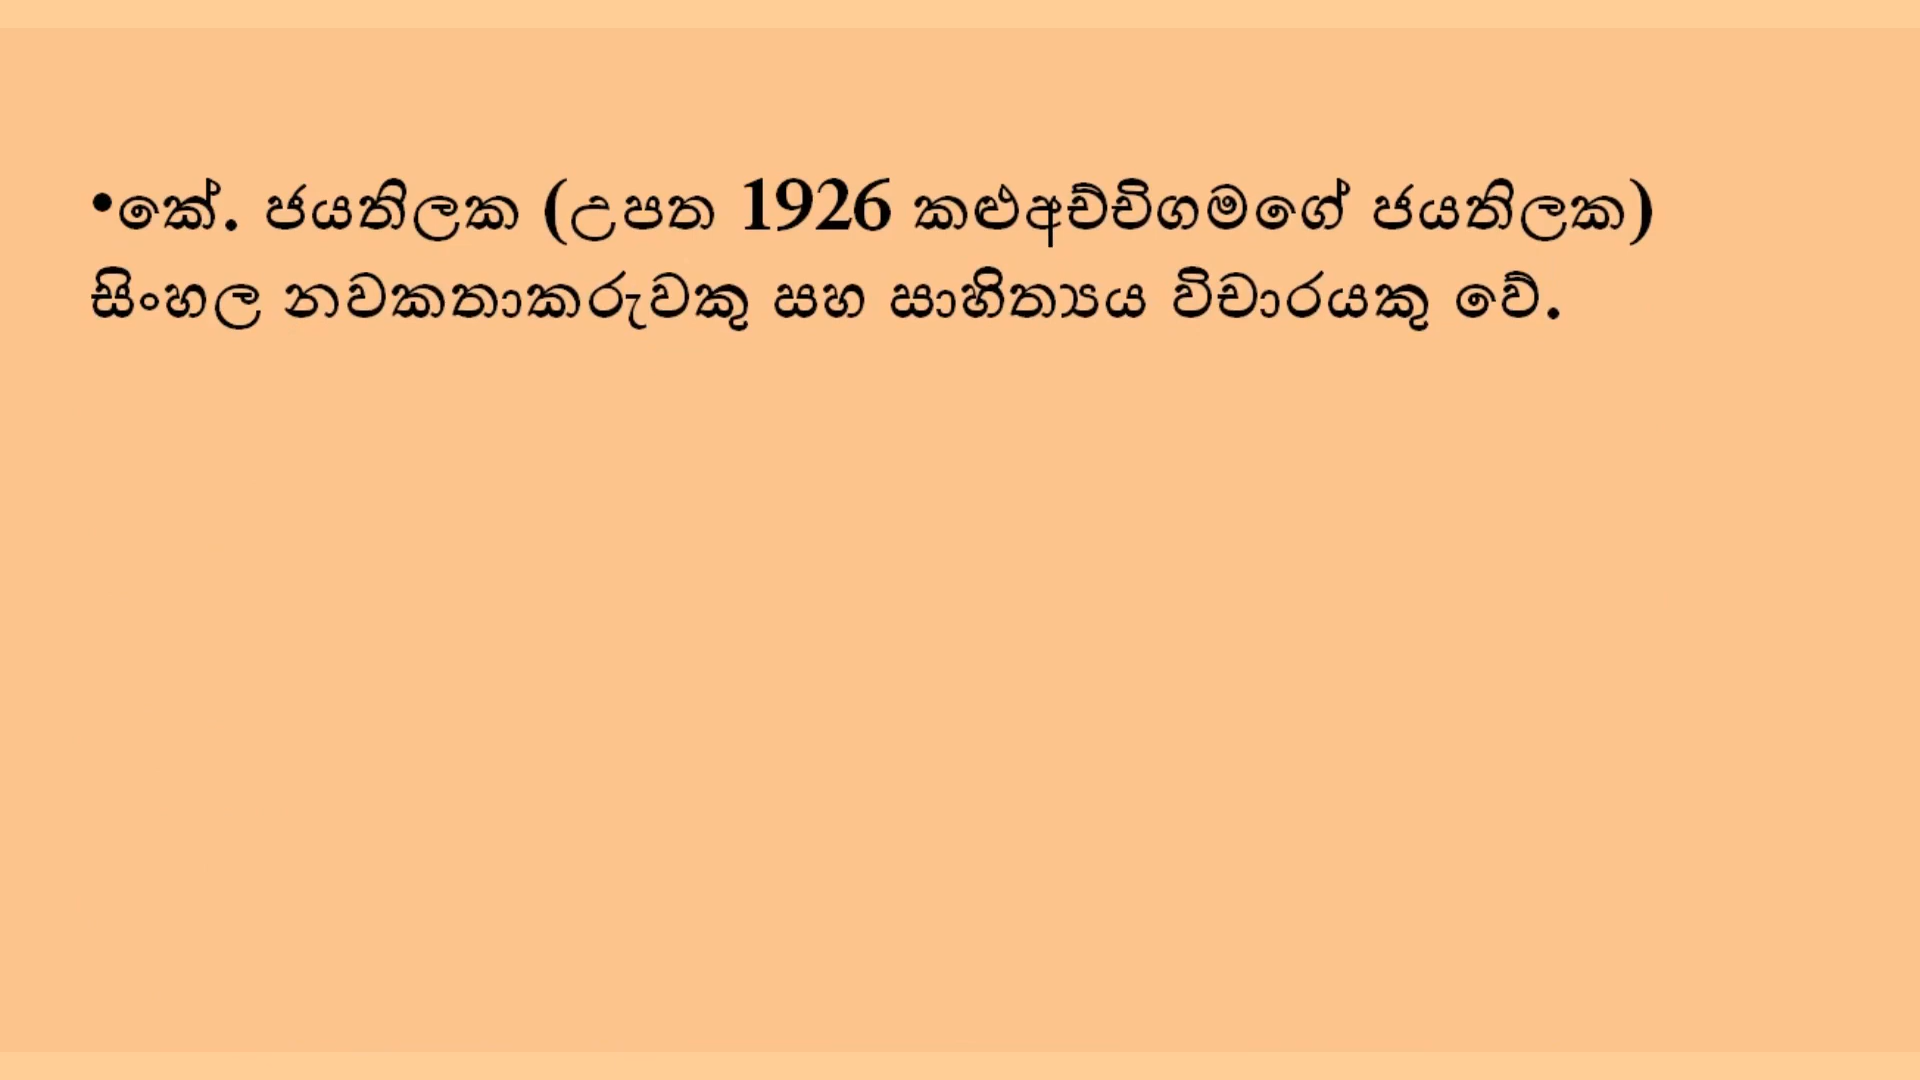 •කේ. ජයතිලක (උපත 1926 කළුඅච්චිගමගේ ජයතිලක)
සිංහල නවකතාකරුවකු සහ සාහිත්‍යය විචාරයකු වේ.